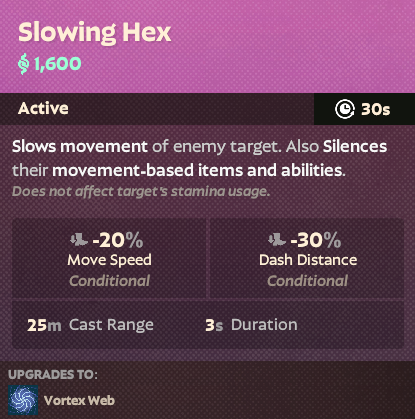 Slowing Hex
1,600
Active
30s
Slows movement of enemy target. Also Silences
their movement-based items and abilities.
Does not affect target's stamina usage.
-20%
Move Speed
Conditional
-30%
Dash Distance
Conditional
25m Cast Range
3s Duration
UPGRADES TO:
Vortex Web